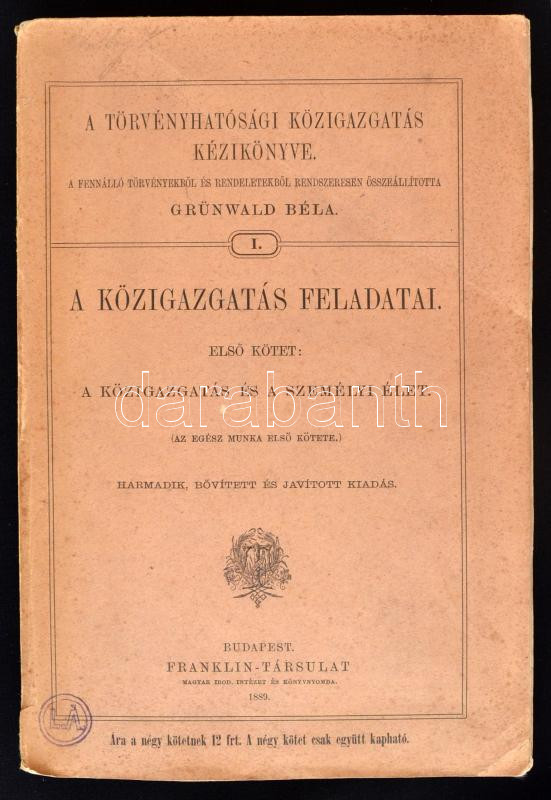 A TÖRVÉNYHATÓSÁGI KÖZIGAZGATÁS
KÉZIKÖNYVE.
A FENNÁLLÓ TÖRVÉNYEKBŐL ÉS RENDELETEKBŐL RENDSZERESEN ÖSSZEÁLLÍTOTTA
GRÜNWALD BÉLA.
I.
A KÖZIGAZGATÁS FELADATAI.
ELSŐ KÖTET:
A KÖZIGAZGATÁS ÉS A SZEMÉLYI ÉLET.
darabanth
(AZ EGÉSZ MUNKA ELSŐ KÖTETE.)
HARMADIK, BŐVÍTETT ÉS JAVÍTOTT KIADÁS.
BUDAPEST.
FRANKLIN-TÁRSULAT
MAGYAR IROD. INTÉZET ÉS KÖNYVNYOMDA.
1889.
Ára a négy kötetnek 12 frt. A négy kötet csak együtt kapható.